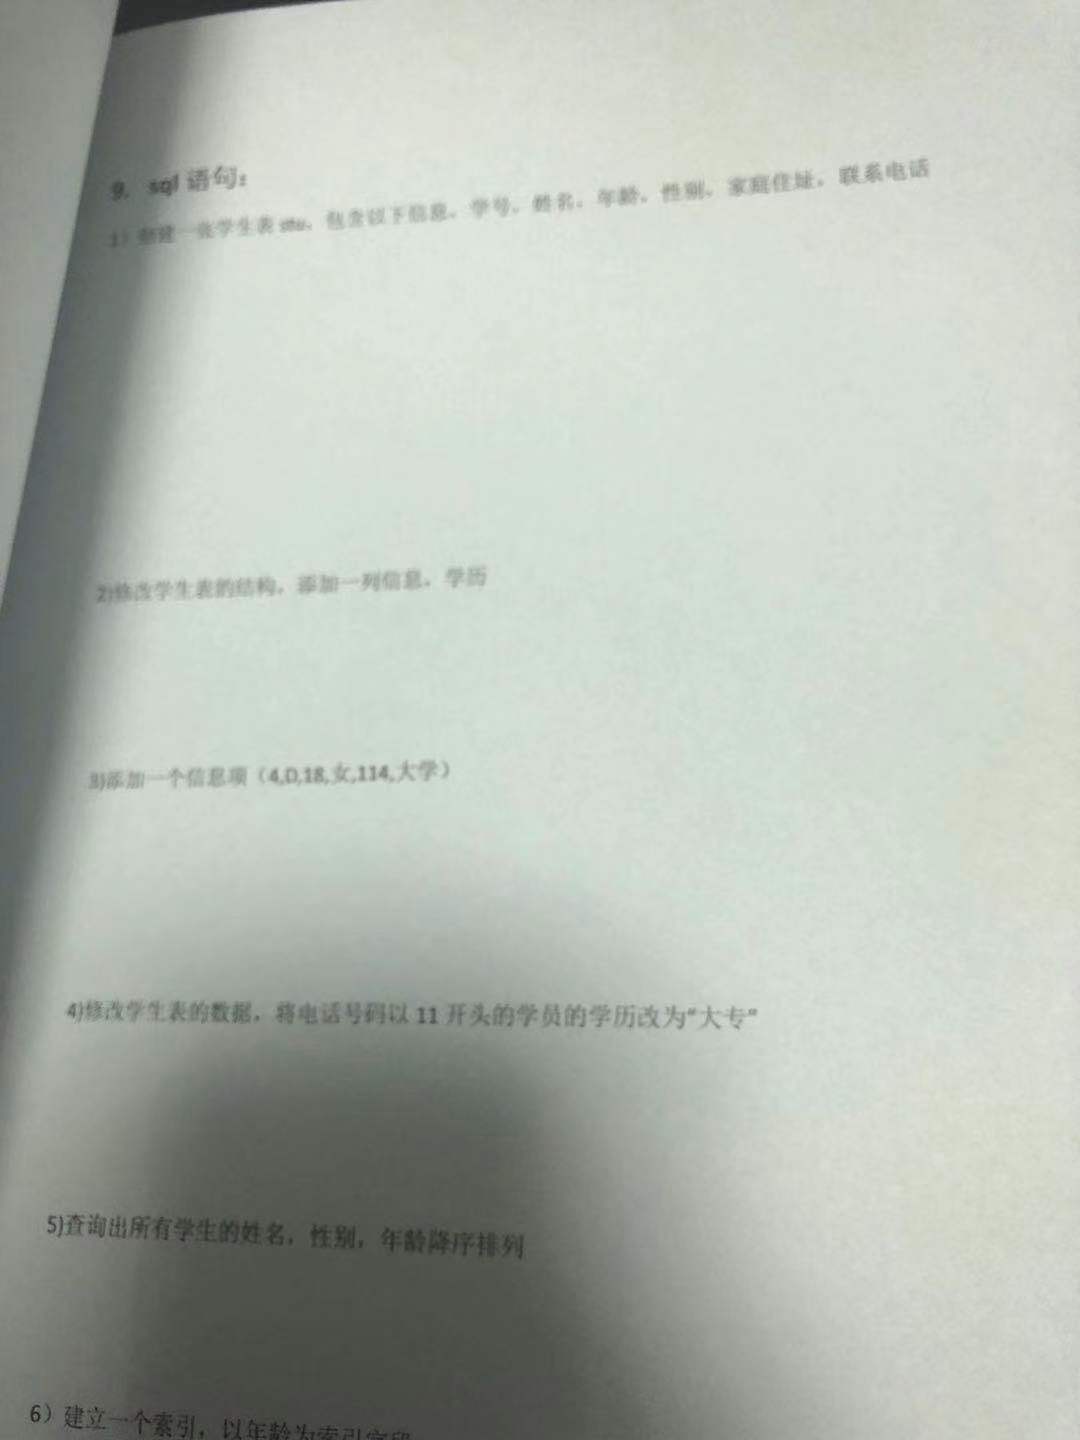 9. sql 语句：
1）新建一张学生表 stu，包含以下信息，学号，姓名，年龄，性别，家庭住址，联系电话
2)修改学生表的结构，添加一列信息，学历
3)添加一个信息项（4,D,18,女,114,大学）
4)修改学生表的数据，将电话号码以 11 开头的学员的学历改为“大专”
5)查询出所有学生的姓名，性别，年龄降序排列
6）建立一个索引，以年龄为索引字段